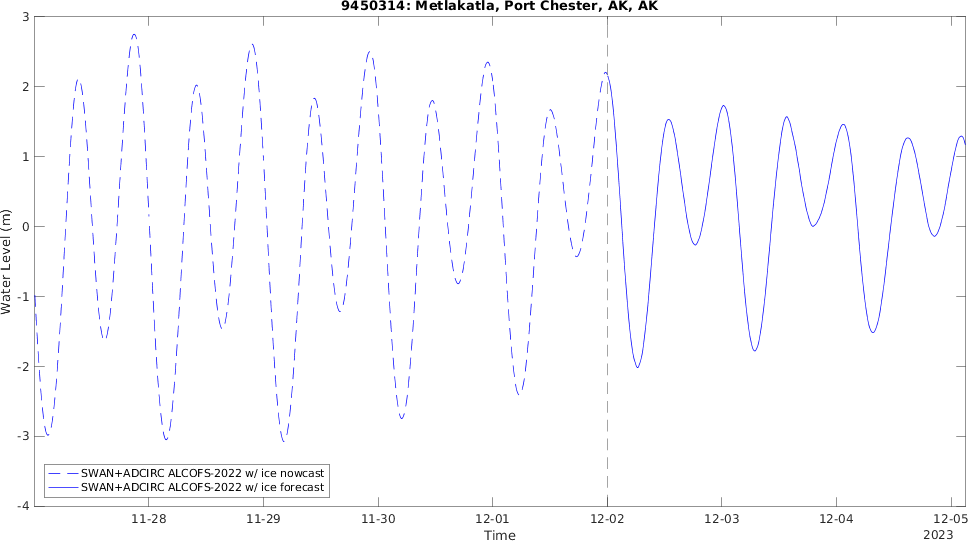 9450314: Metlakatla, Port Chester, AK, AK
3
2
1
0
-1
-2
-3
-4
Water Level (m)
SWAN+ADCIRC ALCOFS-2022 w/ ice nowcast
SWAN+ADCIRC ALCOFS-2022 w/ ice forecast
11-28 11-29 11-30 12-01 12-02 12-03 12-04 12-05
Time
2023